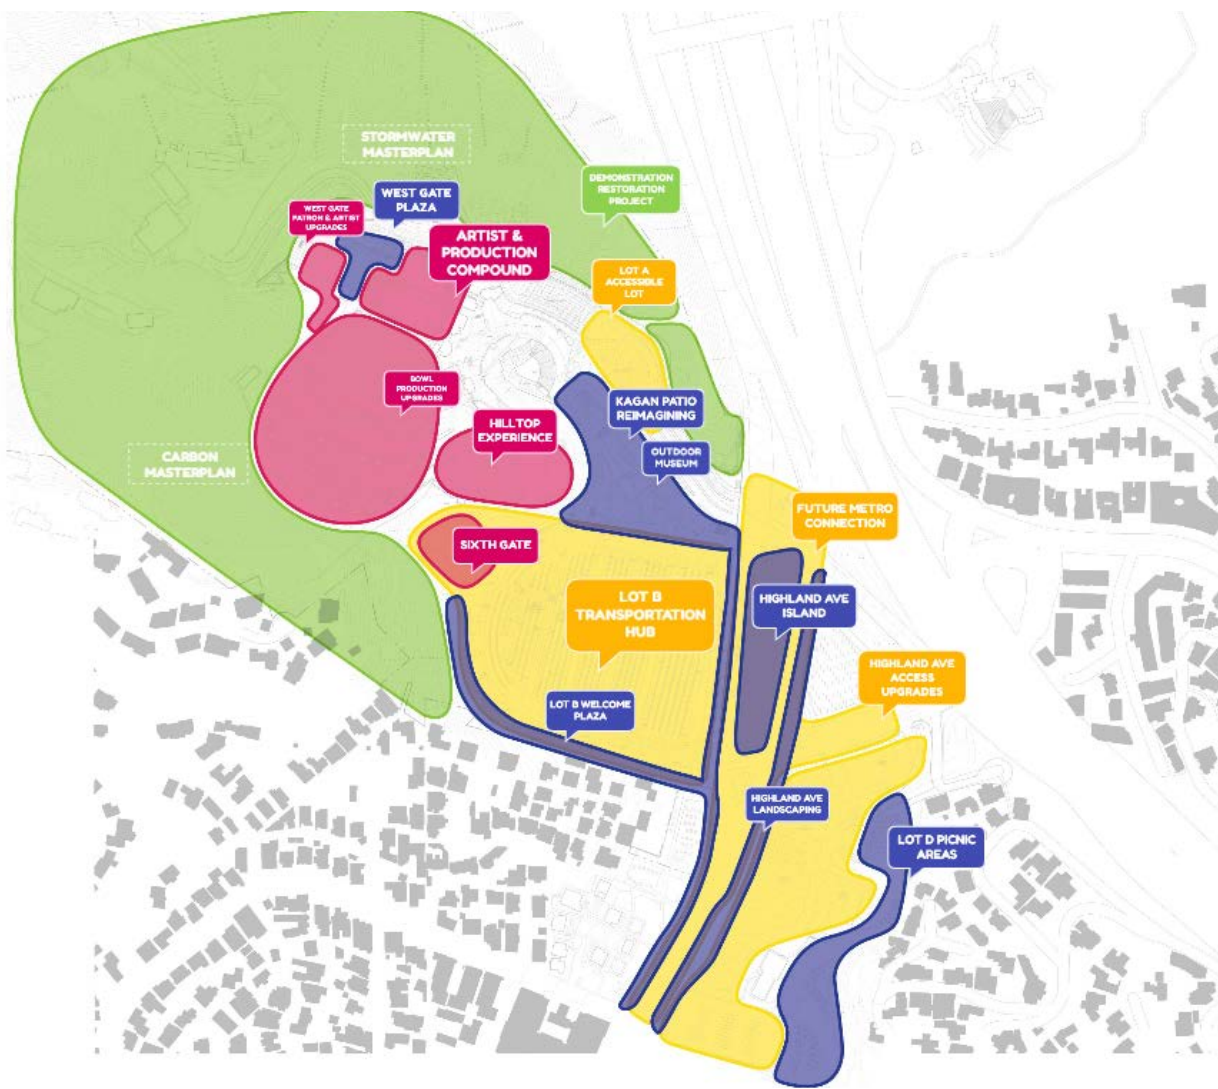 STORMWATER
MASTERPLAN
WEST GATE
PLAZA
DEMONSTRATION
RESTORATION
PROJECT
WEST GATE
PATRON & ARTIST
UPGRADES
ARTIST &
PRODUCTION
COMPOUND
LOT A
ACCESSIBLE
LOT
BOWL
PRODUCTION
UPGRADES
KAGAN PATIO
REIMAGINING
HILLTOP
EXPERIENCE
OUTDOOR
MUSEUM
CARBON
MASTERPLAN
FUTURE METRO
CONNECTION
SIXTH GATE
LOT B
TRANSPORTATION
HUB
HIGHLAND AVE
ISLAND
HIGHLAND AVE
ACCESS
UPGRADES
LOT B WELCOME
PLAZA
HIGHLAND AVE
LANDSCAPING
LOT D PICNIC
AREAS